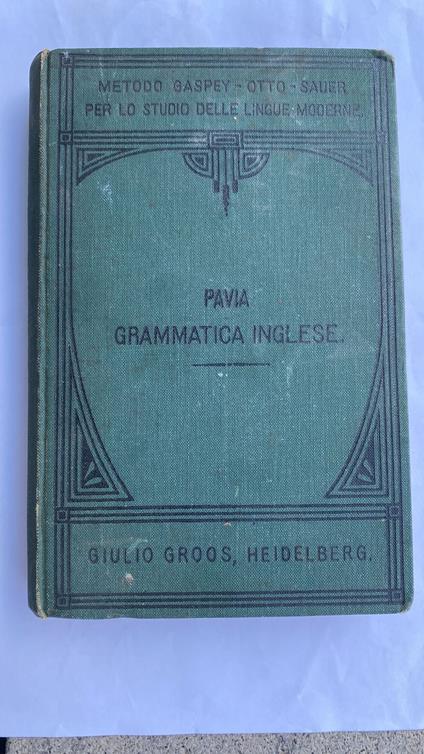 METODO GASPEY-OTTO-SAUER
PER LO STUDIO DELLE LINGUE MODERNE.
PAVIA
GRAMMATICA INGLESE.
GIULIO GROOS, HEIDELBERG.